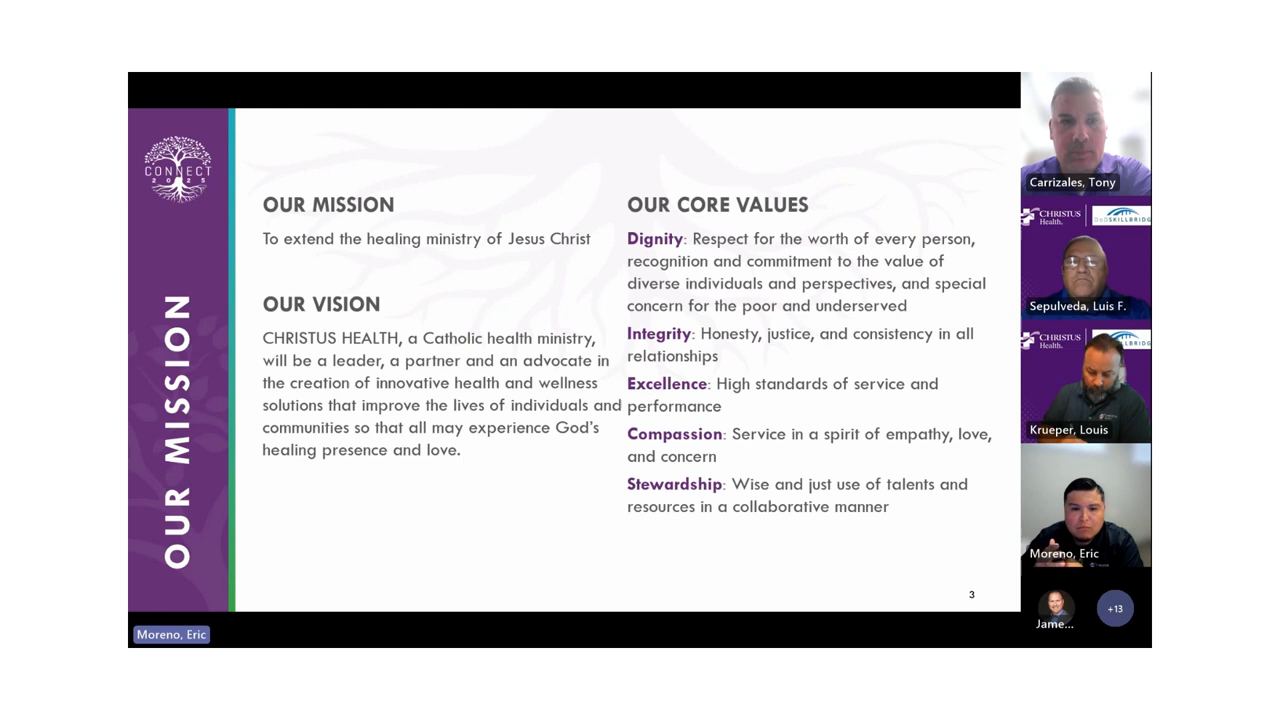 CONNECT
2025
OUR MISSION
OUR MISSION
To extend the healing ministry of Jesus Christ
OUR VISION
CHRISTUS HEALTH, a Catholic health ministry,
will be a leader, a partner and an advocate in
the creation of innovative health and wellness
solutions that improve the lives of individuals and
communities so that all may experience God's
healing presence and love.
OUR CORE VALUES
Dignity: Respect for the worth of every person,
recognition and commitment to the value of
diverse individuals and perspectives, and special
concern for the poor and underserved
Integrity: Honesty, justice, and consistency in all
relationships
Excellence: High standards of service and
performance
Compassion: Service in a spirit of empathy, love,
and concern
Stewardship: Wise and just use of talents and
resources in a collaborative manner
3
Moreno, Eric
Carrizales, Tony
CHRISTUS
Health.
DoDSKILLBRIDG
Sepulveda, Luis F.
CHRISTUS
Health.
LLBRIDG
Krueper, Louis
Moreno, Eric
Jame...
+13